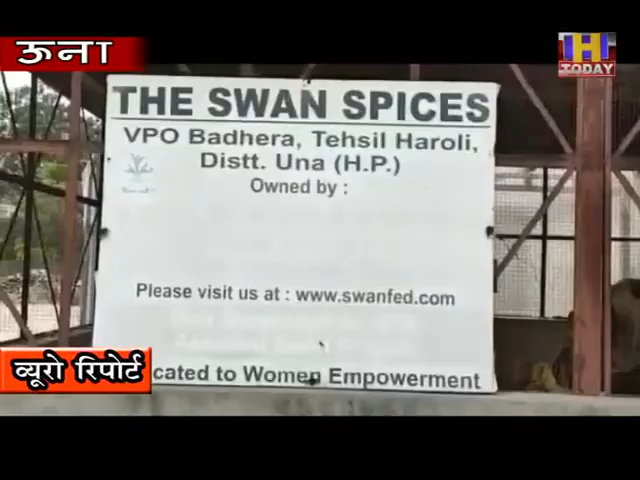 ऊना
H
TODAY
THE SWAN SPICES
VPO Badhera, Tehsil Haroli,
Distt. Una (H.P.)
Owned by :
Please visit us at : www.swanfed.com
cated to Women Empowerment
ब्यूरो रिपोर्ट